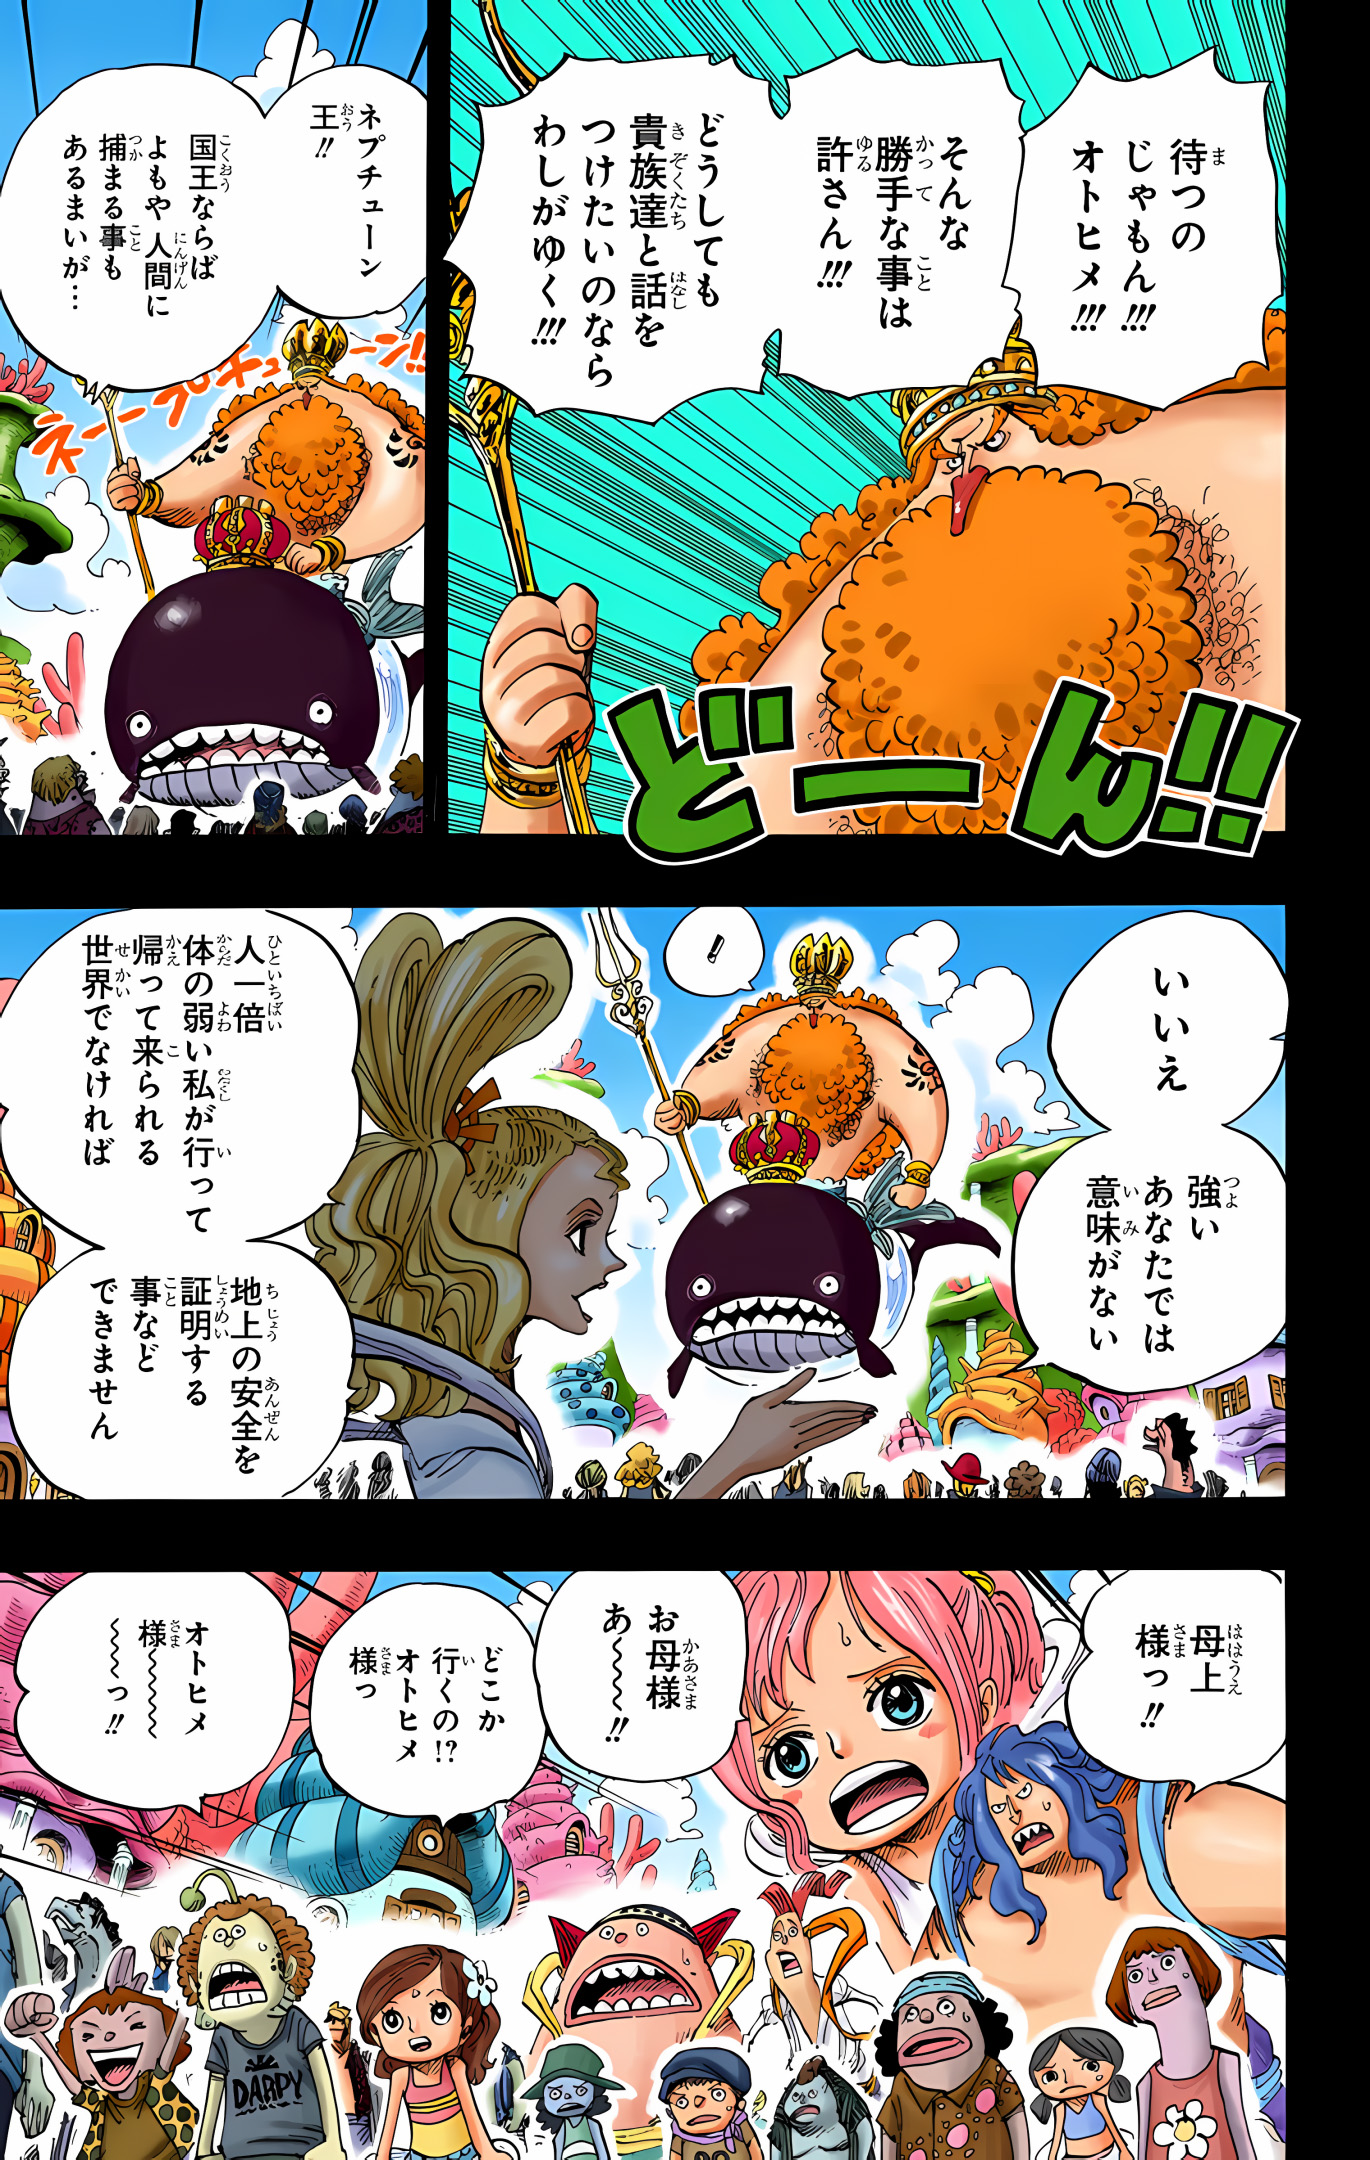 待つの
じゃもん!!!
オトヒメ!!!
そんな
勝手な事は
許さん!!!
どうしても
貴族達と話を
つけたいのなら
わしがゆく!!!
どーん!!
ネプチューン
王!!
国王ならば
よもや人間に
捕まる事も
あるまいが…
ネープチューーン!!
いいえ
強い
あなたでは
意味がない
!
人一倍
体の弱い私が行って
帰って来られる
世界でなければ
地上の安全を
証明する
事など
できません
母上
様っ!!
お母様
あ〜〜〜!!
どこか
行くの!?
オトヒメ
様っ
オトヒメ
様〜〜〜〜
〜〜〜っ!!
DARPY